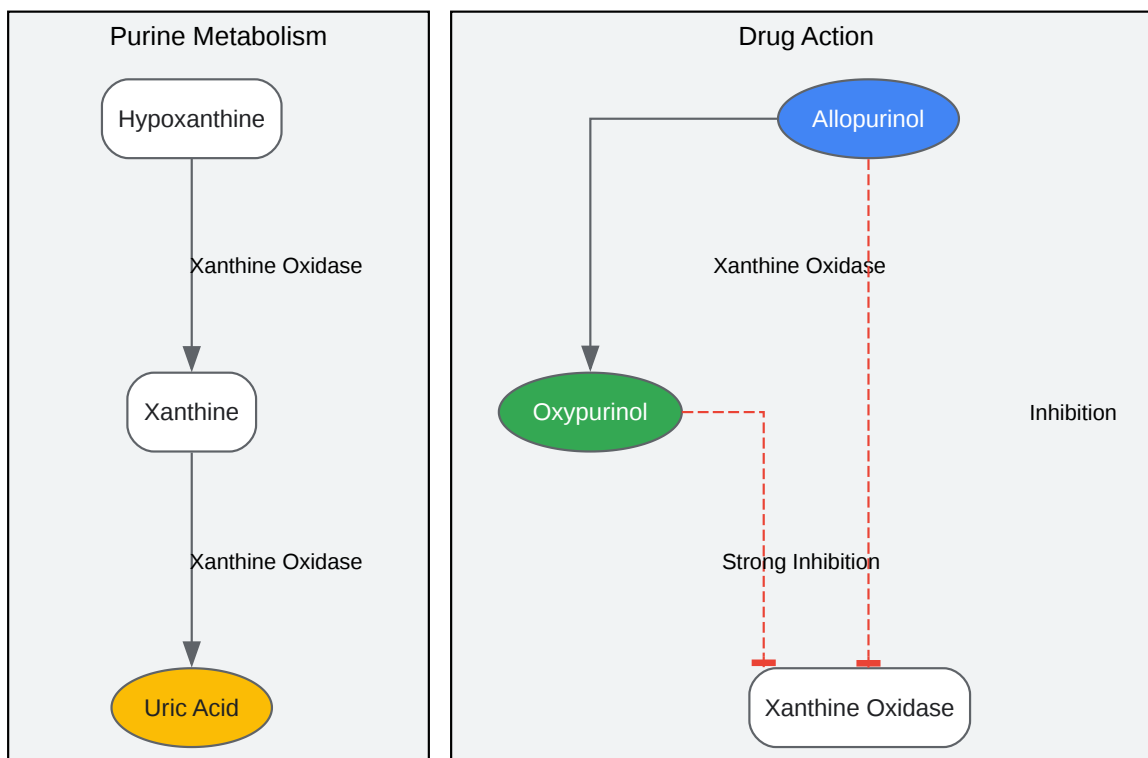 Purine Metabolism
Hypoxanthine
Xanthine Oxidase
Xanthine
Xanthine Oxidase
Uric Acid
Drug Action
Allopurinol
Xanthine Oxidase
Oxypurinol
Inhibition
Strong Inhibition
Xanthine Oxidase